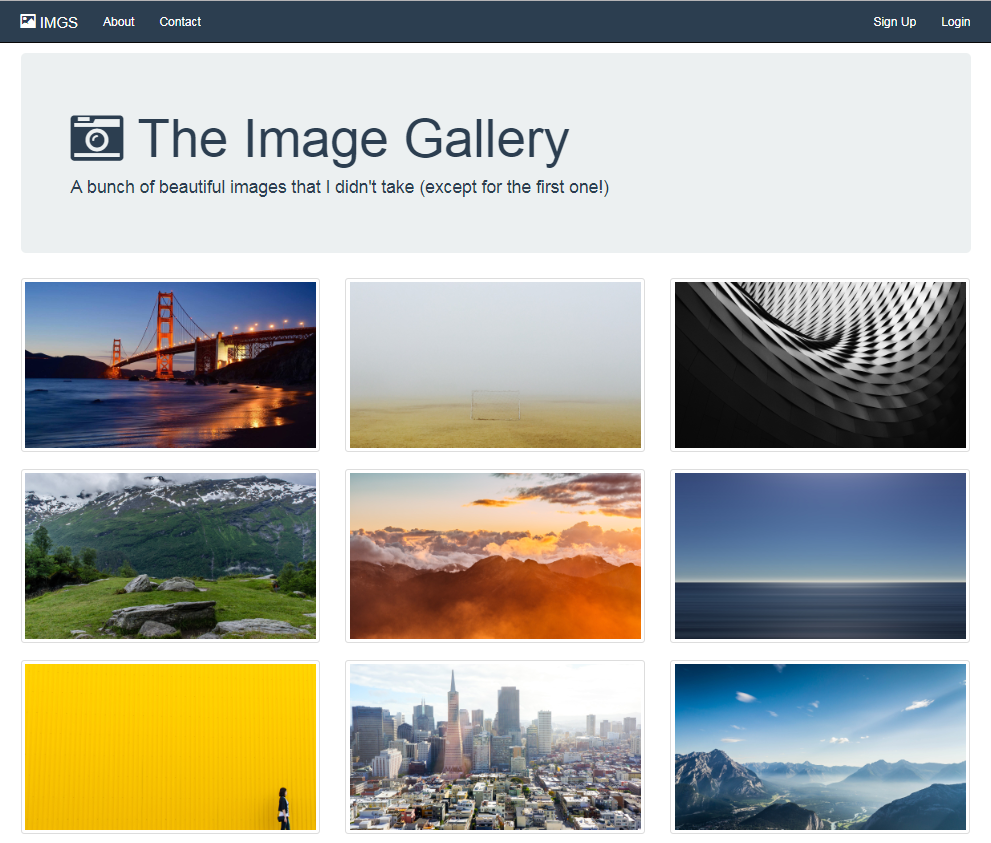 IMGS About Contact Sign Up Login
The Image Gallery
A bunch of beautiful images that I didn't take (except for the first one!)